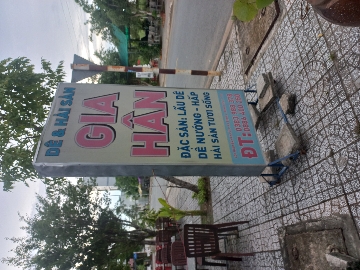 DÊ & HẢI SẢN
GIA
HÂN
ĐẶC SẢN: LẨU DÊ
DÊ NƯỚNG - HẤP
HẢI SẢN TƯƠI SỐNG
ĐT: